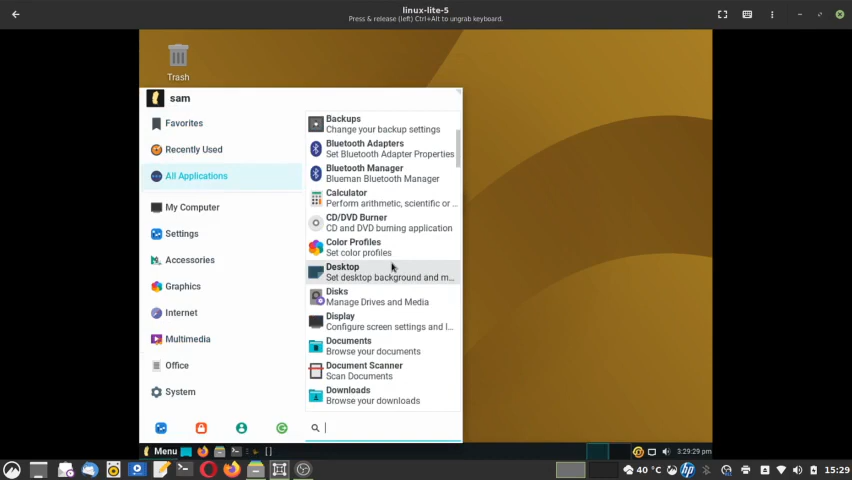 linux-lite-5
Press & release (left) Ctrl+Alt to ungrab keyboard.
Trash
sam
Favorites
Recently Used
All Applications
My Computer
Settings
Accessories
Graphics
Internet
Multimedia
Office
System
Backups
Change your backup settings
Bluetooth Adapters
Set Bluetooth Adapter Properties
Bluetooth Manager
Blueman Bluetooth Manager
Calculator
Perform arithmetic, scientific or ...
CD/DVD Burner
CD and DVD burning application
Color Profiles
Set color profiles
Desktop
Set desktop background and m...
Disks
Manage Drives and Media
Display
Configure screen settings and l...
Documents
Browse your documents
Document Scanner
Scan Documents
Downloads
Browse your downloads
Menu
3:29:29 pm
40 °C
hp
15:29